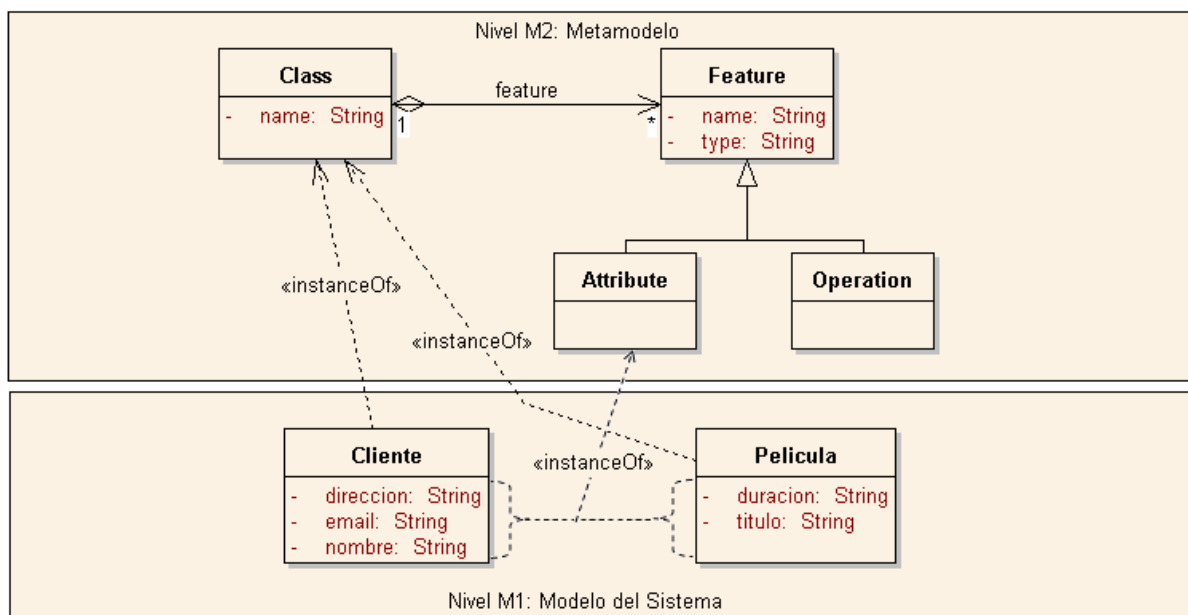 Nivel M2: Metamodelo
Class
- name: String
feature
1
*
Feature
- name: String
- type: String
Attribute
Operation
«instanceOf»
«instanceOf»
«instanceOf»
Cliente
- direccion: String
- email: String
- nombre: String
Pelicula
- duracion: String
- titulo: String
Nivel M1: Modelo del Sistema